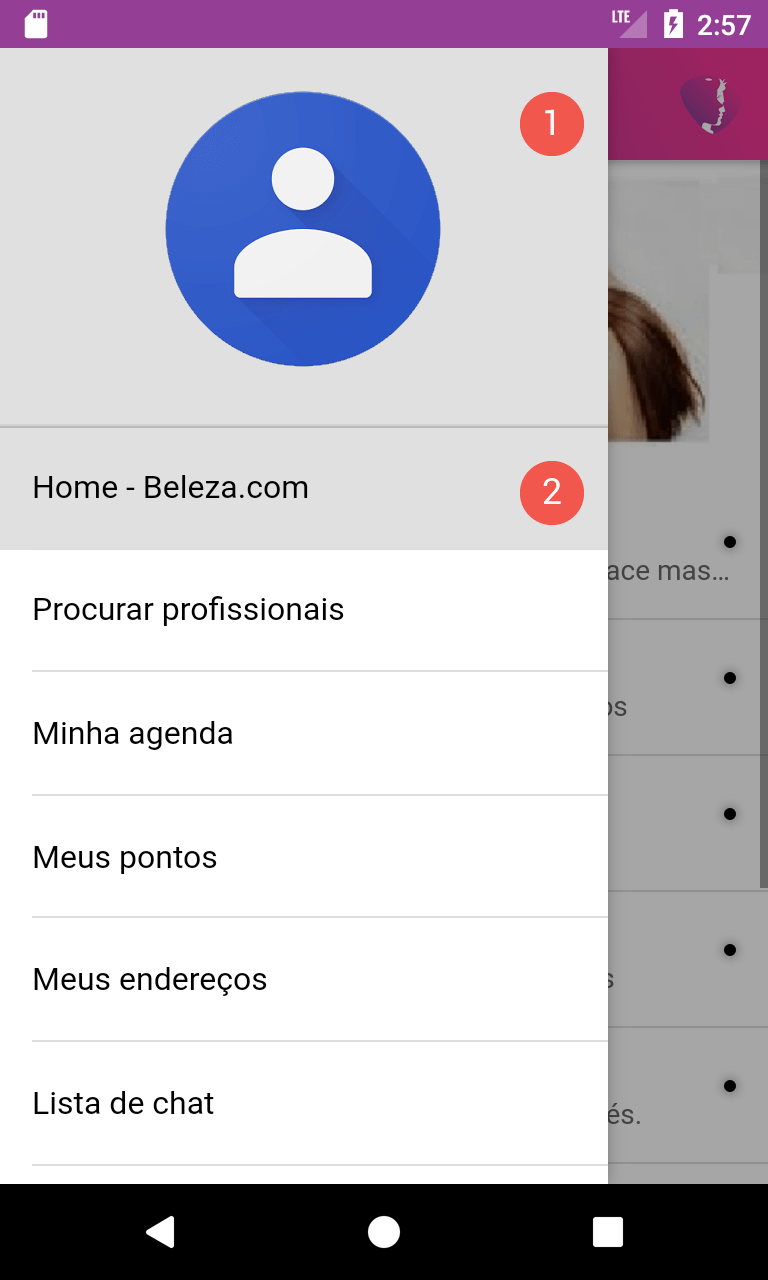 LTE 2:57
1
Home - Beleza.com
2
Procurar profissionais
ace mas…
Minha agenda
os
Meus pontos
Meus endereços
s
Lista de chat
és.